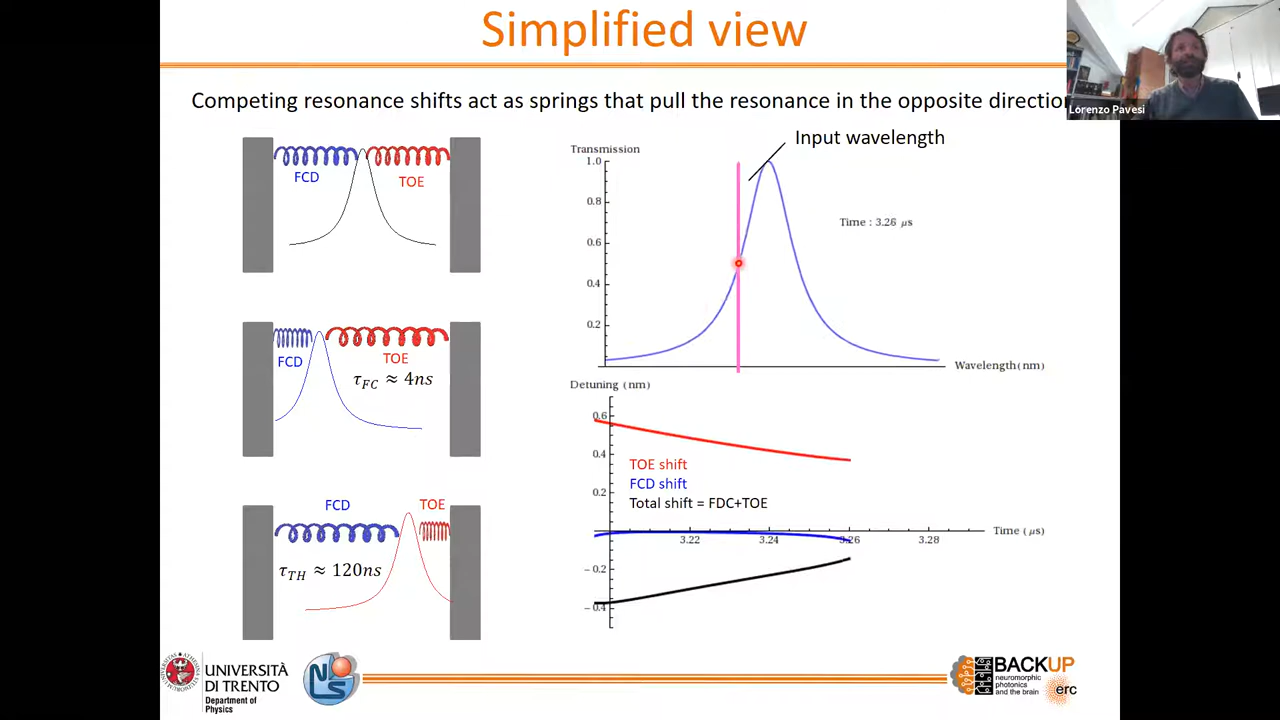 Simplified view
Lorenzo Pavesi
Competing resonance shifts act as springs that pull the resonance in the opposite direction
FCD
TOE
FCD
TOE
τ_FC ≈ 4ns
FCD
TOE
τ_TH ≈ 120ns
Input wavelength
Transmission
1.0
0.8
0.6
0.4
0.2
Time : 3.26 μs
Wavelength(nm)
Detuning (nm)
0.6
0.4
0.2
TOE shift
FCD shift
Total shift = FDC+TOE
3.22 3.24 3.26 3.28
Time (μs)
−0.2
−0.4
UNIVERSITÀ
DI TRENTO
Department of
Physics
NLS
BACKUP
neuromorphic
photonics
and the brain
erc